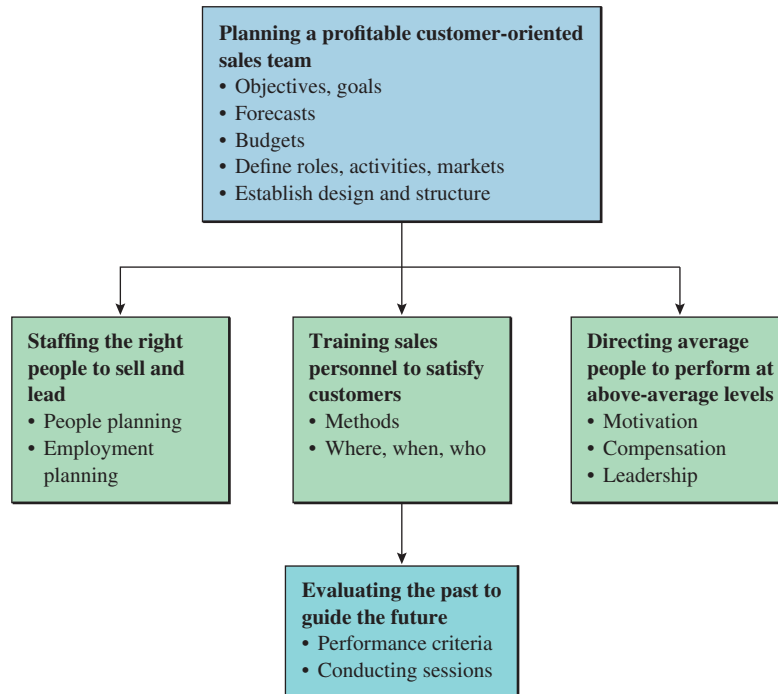 Planning a profitable customer-oriented
sales team
• Objectives, goals
• Forecasts
• Budgets
• Define roles, activities, markets
• Establish design and structure
Staffing the right
people to sell and
lead
• People planning
• Employment
planning
Training sales
personnel to satisfy
customers
• Methods
• Where, when, who
Directing average
people to perform at
above-average levels
• Motivation
• Compensation
• Leadership
Evaluating the past to
guide the future
• Performance criteria
• Conducting sessions